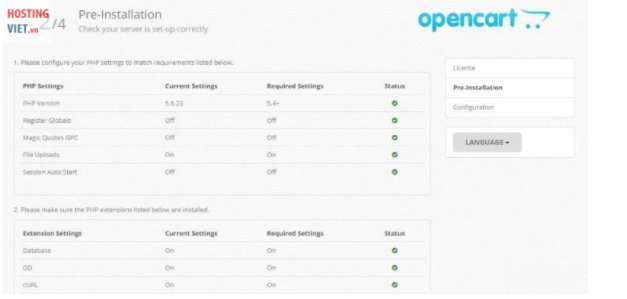 HOSTING
VIET.vn
2/4
Pre-Installation
Check your server is set-up correctly
opencart
1. Please configure your PHP settings to match requirements listed below.
PHP Settings Current Settings Required Settings Status
PHP Version 5.6.23 5.4+
Register Globals Off Off
Magic Quotes GPC Off Off
File Uploads On On
Session Auto Start Off Off
2. Please make sure the PHP extensions listed below are installed.
Extension Settings Current Settings Required Settings Status
Database On On
GD On On
cURL On On
License
Pre-Installation
Configuration
LANGUAGE